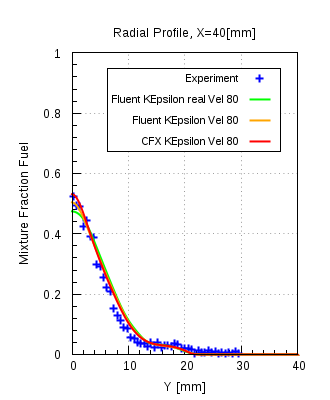 Radial Profile, X=40[mm]
1
Experiment
Fluent KEpsilon real Vel 80
0.8
Fluent KEpsilon Vel 80
CFX KEpsilon Vel 80
0.6
Mixture Fraction Fuel
0.4
0.2
0
0 10 20 30 40
Y [mm]